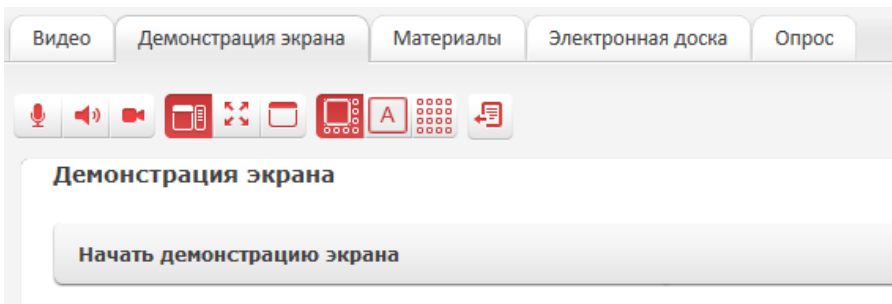 Видео Демонстрация экрана Материалы Электронная доска Опрос
A
Демонстрация экрана
Начать демонстрацию экрана